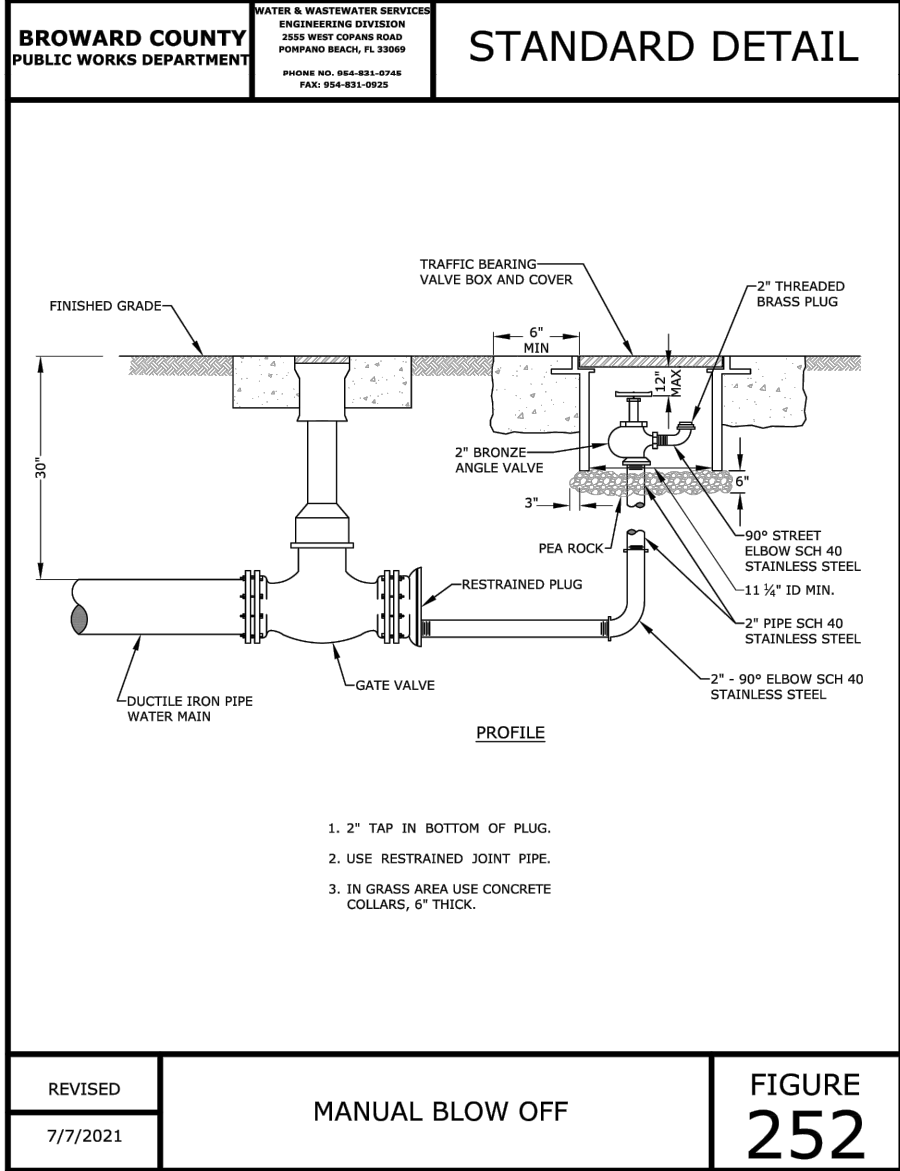 BROWARD COUNTY
PUBLIC WORKS DEPARTMENT
WATER & WASTEWATER SERVICES
ENGINEERING DIVISION
2555 WEST COPANS ROAD
POMPANO BEACH, FL 33069
PHONE NO. 954-831-0745
FAX: 954-831-0925
STANDARD DETAIL
TRAFFIC BEARING
VALVE BOX AND COVER
2" THREADED
BRASS PLUG
FINISHED GRADE
6"
MIN
12"
MAX
30"
2" BRONZE
ANGLE VALVE
6"
3"
PEA ROCK
90° STREET
ELBOW SCH 40
STAINLESS STEEL
RESTRAINED PLUG
11 ¼" ID MIN.
2" PIPE SCH 40
STAINLESS STEEL
GATE VALVE
2" - 90° ELBOW SCH 40
STAINLESS STEEL
DUCTILE IRON PIPE
WATER MAIN
PROFILE
1. 2" TAP IN BOTTOM OF PLUG.
2. USE RESTRAINED JOINT PIPE.
3. IN GRASS AREA USE CONCRETE
COLLARS, 6" THICK.
REVISED
7/7/2021
MANUAL BLOW OFF
FIGURE
252